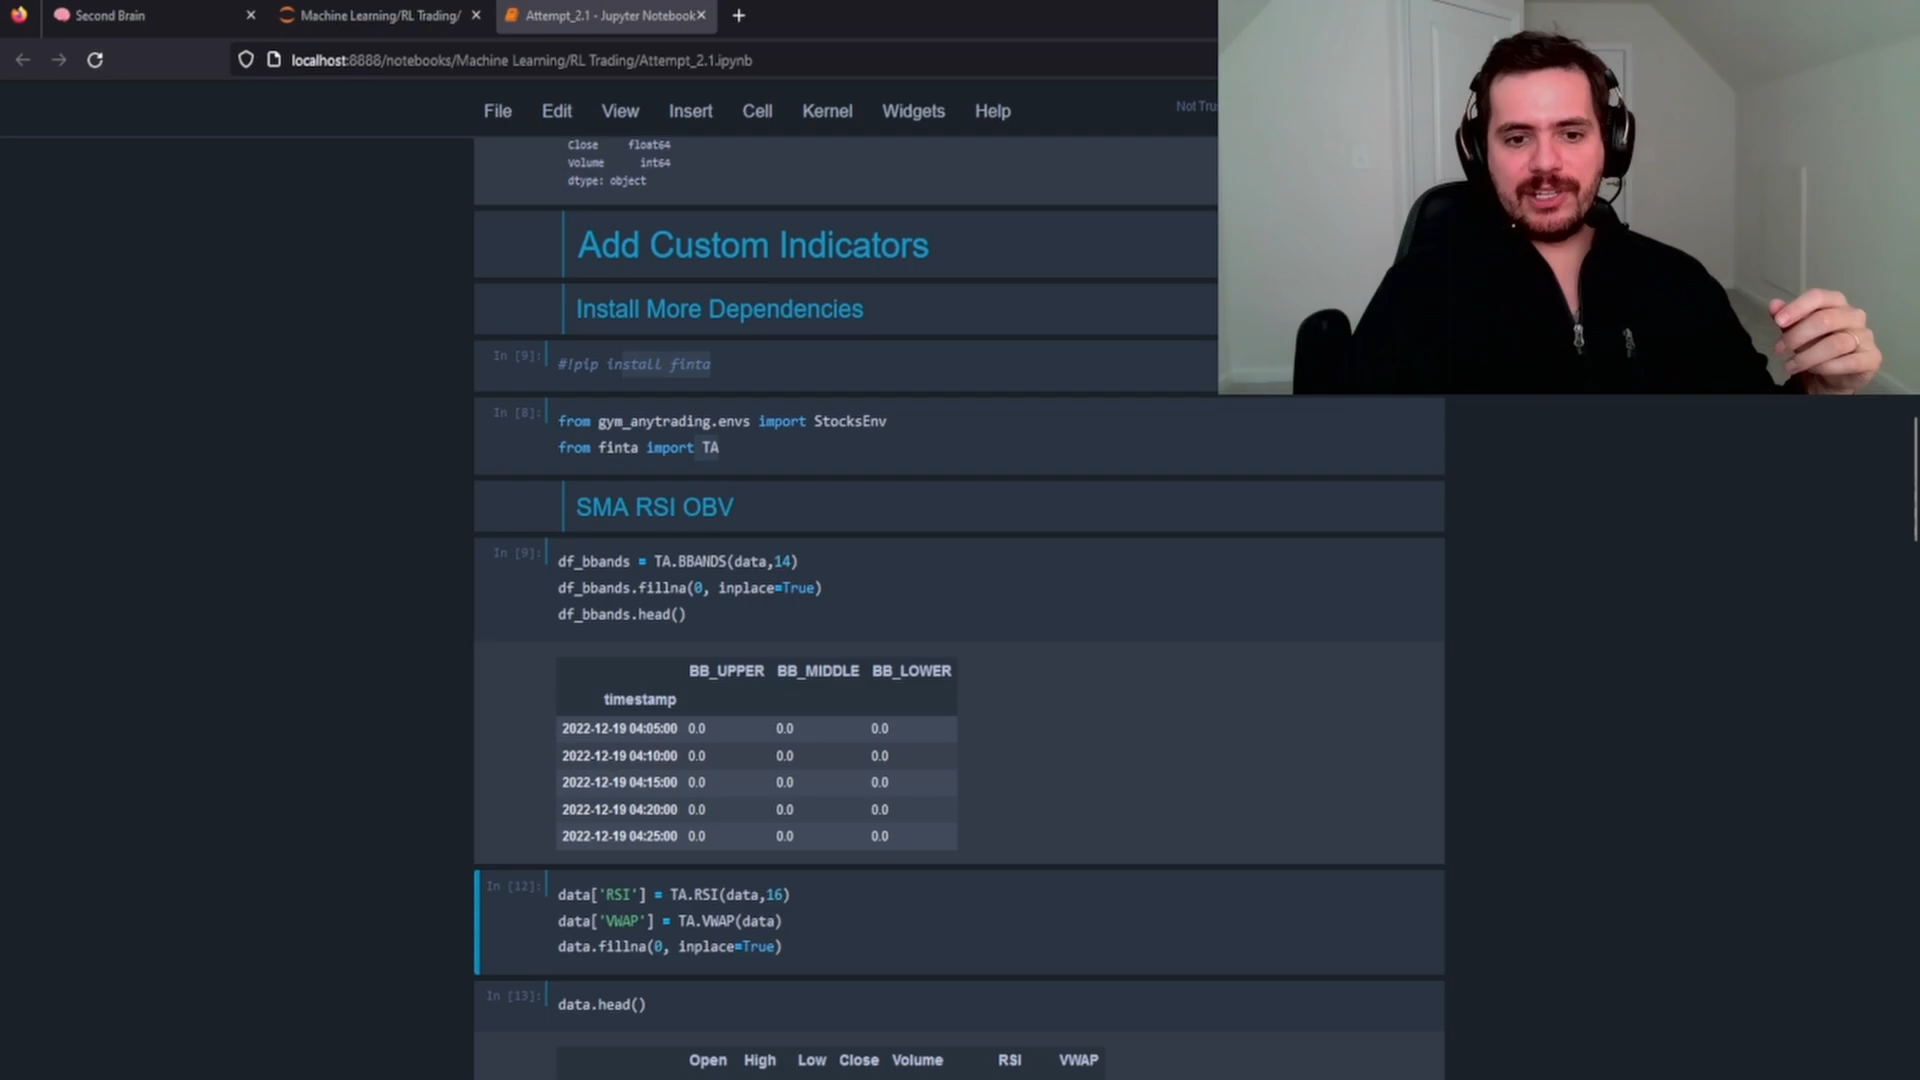 Second Brain
Machine Learning/RL Trading/
Attempt_2.1 - Jupyter Notebook
localhost:8888/notebooks/Machine Learning/RL Trading/Attempt_2.1.ipynb
File Edit View Insert Cell Kernel Widgets Help
Not Tru
Close float64
Volume int64
dtype: object
Add Custom Indicators
Install More Dependencies
In [9]:
#!pip install finta
In [8]:
from gym_anytrading.envs import StocksEnv
from finta import TA
SMA RSI OBV
In [9]:
df_bbands = TA.BBANDS(data,14)
df_bbands.fillna(0, inplace=True)
df_bbands.head()
BB_UPPER BB_MIDDLE BB_LOWER
timestamp
2022-12-19 04:05:00 0.0 0.0 0.0
2022-12-19 04:10:00 0.0 0.0 0.0
2022-12-19 04:15:00 0.0 0.0 0.0
2022-12-19 04:20:00 0.0 0.0 0.0
2022-12-19 04:25:00 0.0 0.0 0.0
In [12]:
data['RSI'] = TA.RSI(data,16)
data['VWAP'] = TA.VWAP(data)
data.fillna(0, inplace=True)
In [13]:
data.head()
Open High Low Close Volume RSI VWAP